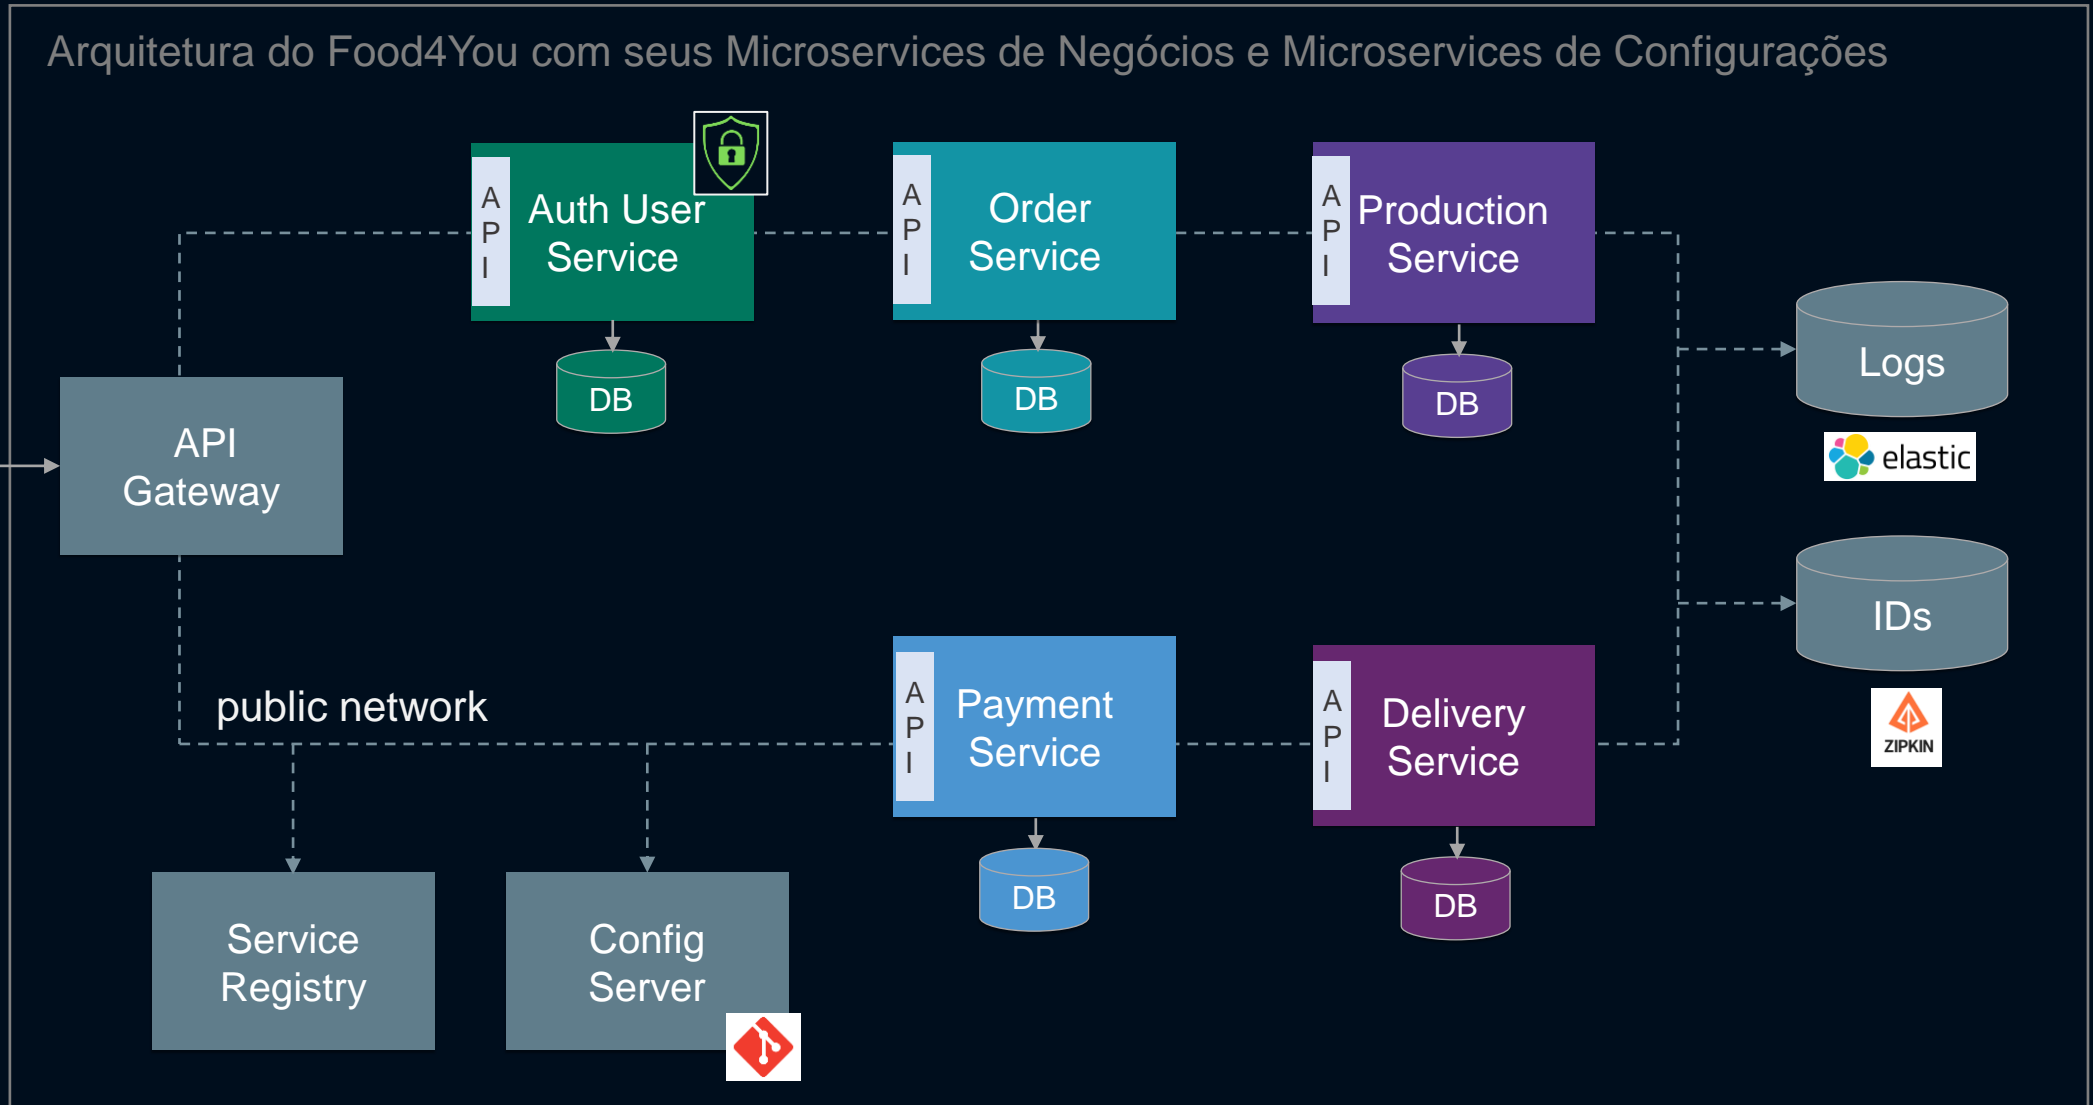 Arquitetura do Food4You com seus Microservices de Negócios e Microservices de Configurações
A
P
I
Auth User
Service
DB
A
P
I
Order
Service
DB
A
P
I
Production
Service
DB
Logs
elastic
API
Gateway
IDs
ZIPKIN
public network
A
P
I
Payment
Service
DB
A
P
I
Delivery
Service
DB
Service
Registry
Config
Server